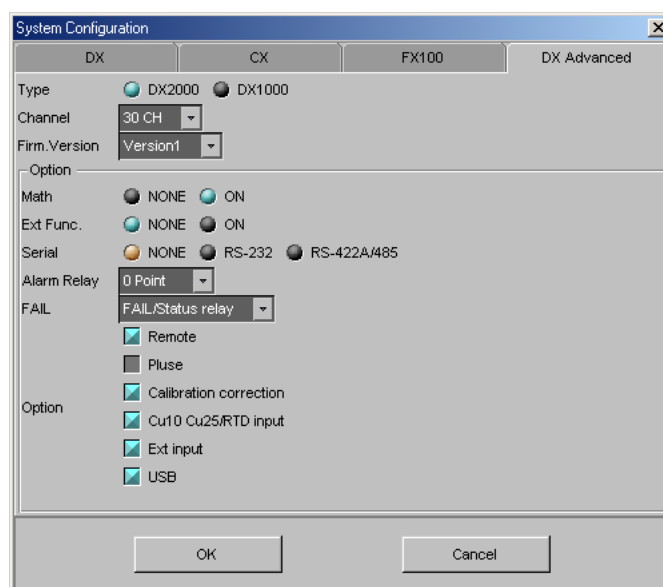 System Configuration
DX CX FX100 DX Advanced
Type DX2000 DX1000
Channel 30 CH
Firm.Version Version1
Option
Math NONE ON
Ext Func. NONE ON
Serial NONE RS-232 RS-422A/485
Alarm Relay 0 Point
FAIL FAIL/Status relay
Remote
Pluse
Calibration correction
Option
Cu10 Cu25/RTD input
Ext input
USB
OK Cancel